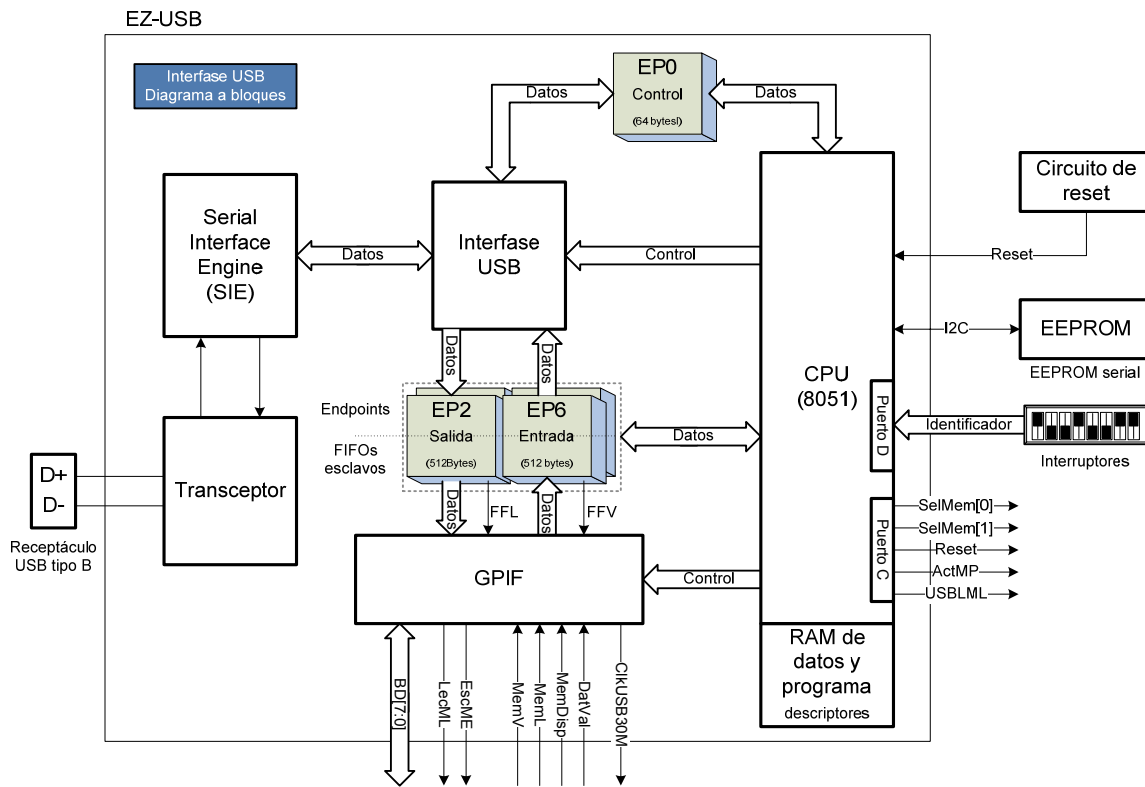 EZ-USB
Interfase USB
Diagrama a bloques
EP0
Control
(64 bytesl)
Datos
Datos
Circuito de
reset
Serial
Interface
Engine
(SIE)
Datos
Interfase
USB
Control
Reset
I2C
EEPROM
EEPROM serial
CPU
(8051)
Datos
Datos
Endpoints
FIFOs
esclavos
EP2
Salida
(512Bytes)
EP6
Entrada
(512 bytes)
Datos
Puerto D
Identificador
Interruptores
D+
D-
Receptáculo
USB tipo B
Transceptor
Datos
FFL
Datos
FFV
Puerto C
SelMem[0]
SelMem[1]
Reset
ActMP
USBLML
GPIF
Control
RAM de
datos y
programa
descriptores
BD[7:0]
LecML
EscME
MemV
MemL
MemDisp
DatVal
ClkUSB30M